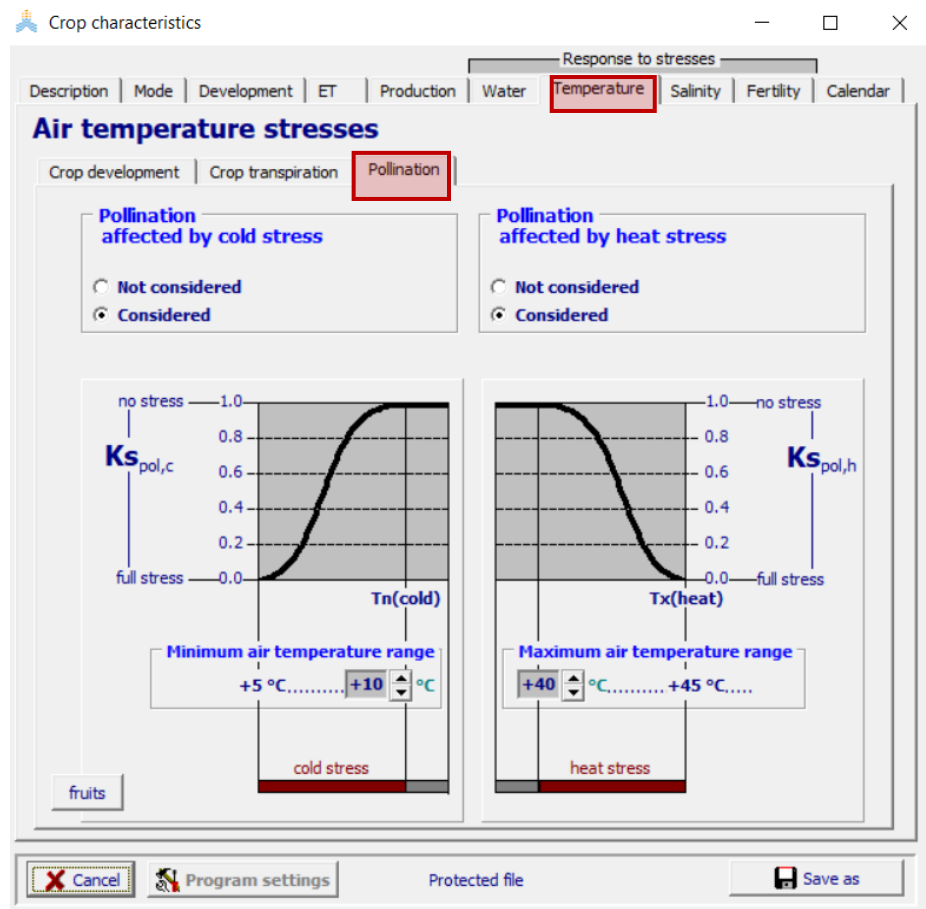 Crop characteristics
Response to stresses
Description Mode Development ET Production Water Temperature Salinity Fertility Calendar
Air temperature stresses
Crop development Crop transpiration Pollination
Pollination
affected by cold stress
Not considered
Considered
Pollination
affected by heat stress
Not considered
Considered
no stress 1.0
0.8
Ks pol,c
0.6
0.4
0.2
full stress 0.0
Tn(cold)
Minimum air temperature range
+5 °C.......... +10 °C
cold stress
1.0 no stress
0.8
Ks pol,h
0.6
0.4
0.2
0.0 full stress
Tx(heat)
Maximum air temperature range
+40 °C.......... +45 °C.....
heat stress
fruits
Cancel Program settings Protected file Save as